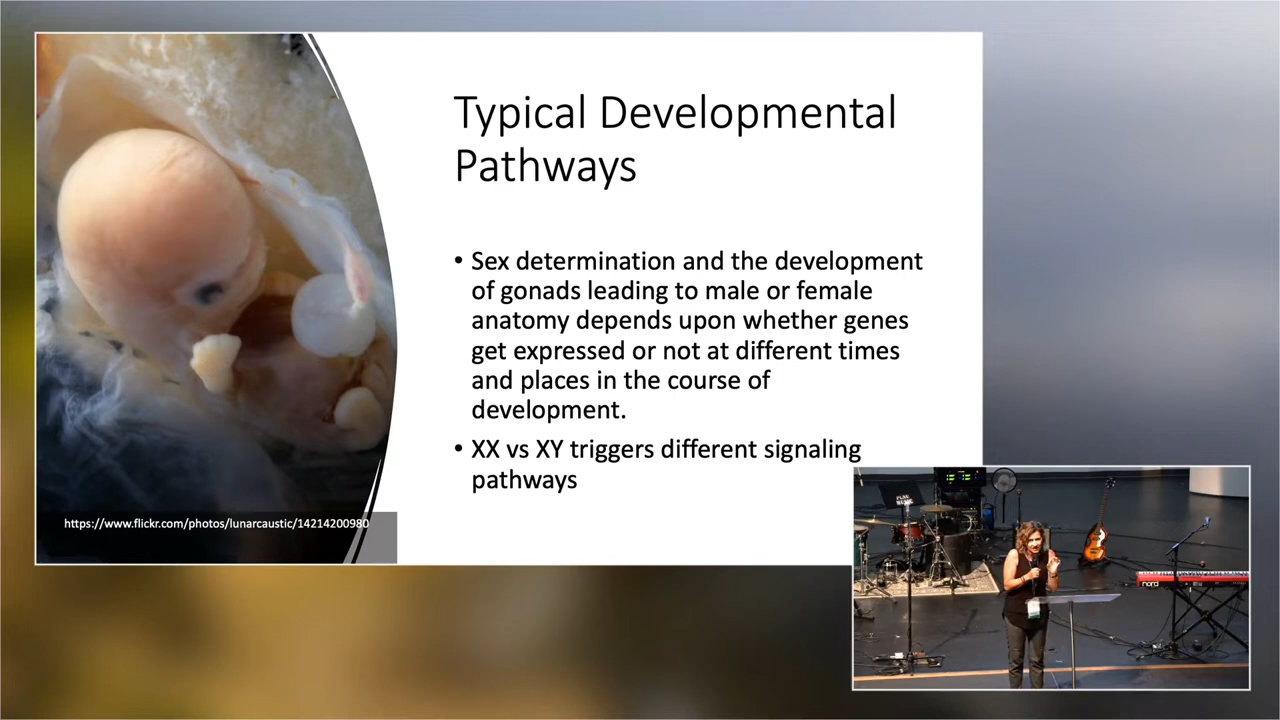 Typical Developmental
Pathways
• Sex determination and the development
of gonads leading to male or female
anatomy depends upon whether genes
get expressed or not at different times
and places in the course of
development.
• XX vs XY triggers different signaling
pathways
https://www.flickr.com/photos/lunarcaustic/14214200980
nord